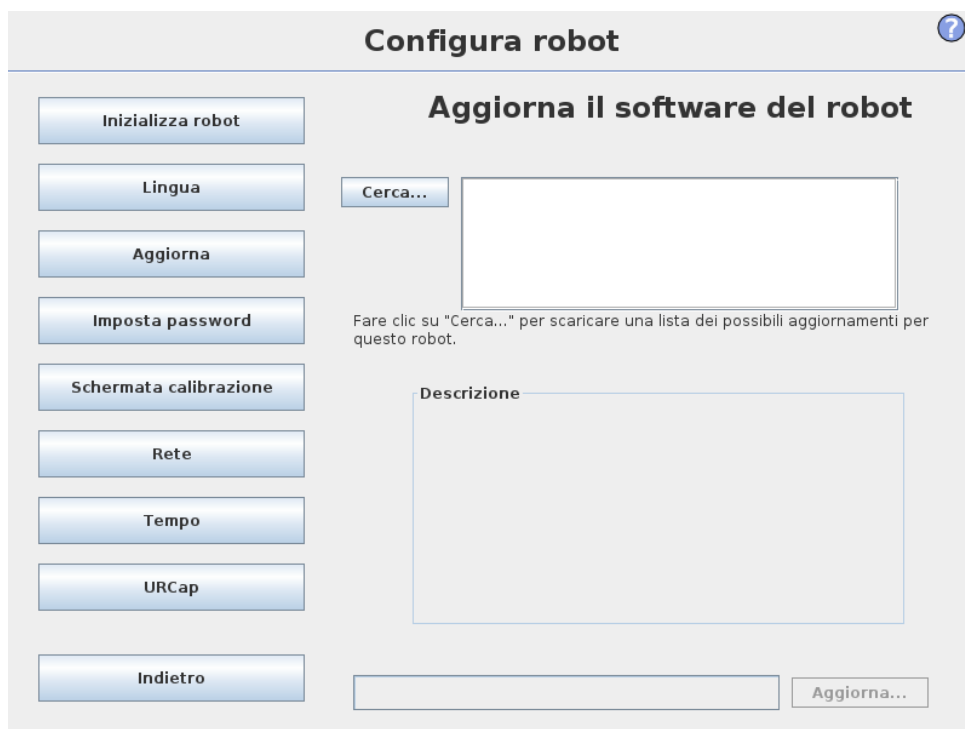 Configura robot
?
Inizializza robot
Lingua
Aggiorna
Imposta password
Schermata calibrazione
Rete
Tempo
URCap
Indietro
Aggiorna il software del robot
Cerca...
Fare clic su "Cerca..." per scaricare una lista dei possibili aggiornamenti per
questo robot.
Descrizione
Aggiorna...